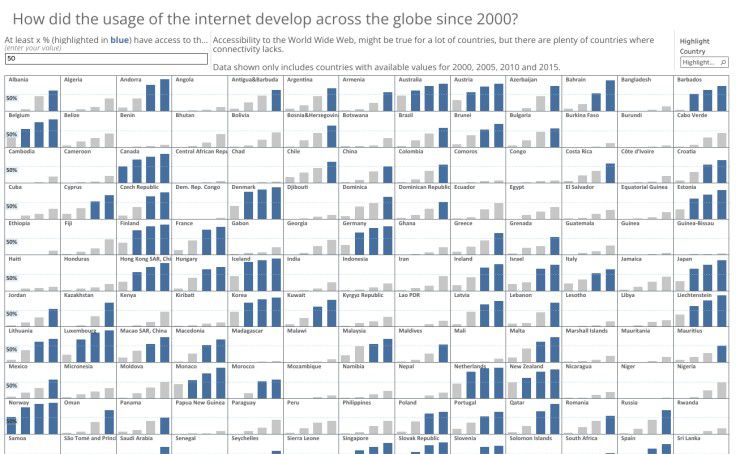 How did the usage of the internet develop across the globe since 2000?
At least x % (highlighted in blue) have access to th...
(enter your value)
50
Accessibility to the World Wide Web, might be true for a lot of countries, but there are plenty of countries where
connectivity lacks.
Data shown only includes countries with available values for 2000, 2005, 2010 and 2015.
Highlight
Country
Highlight...
Albania Algeria Andorra Angola Antigua&Barbuda Argentina Armenia Australia Austria Azerbaijan Bahrain Bangladesh Barbados
50%
Belgium Belize Benin Bhutan Bolivia Bosnia&Herzegovin Botswana Brazil Brunei Bulgaria Burkina Faso Burundi Cabo Verde
50%
Cambodia Cameroon Canada Central African Repu Chad Chile China Colombia Comoros Congo Costa Rica Côte d'Ivoire Croatia
50%
Cuba Cyprus Czech Republic Dem. Rep. Congo Denmark Djibouti Dominica Dominican Republic Ecuador Egypt El Salvador Equatorial Guinea Estonia
50%
Ethiopia Fiji Finland France Gabon Georgia Germany Ghana Greece Grenada Guatemala Guinea Guinea-Bissau
50%
Haiti Honduras Hong Kong SAR, Chi Hungary Iceland India Indonesia Iran Ireland Israel Italy Jamaica Japan
50%
Jordan Kazakhstan Kenya Kiribati Korea Kuwait Kyrgyz Republic Lao PDR Latvia Lebanon Lesotho Libya Liechtenstein
50%
Lithuania Luxembourg Macao SAR, China Macedonia Madagascar Malawi Malaysia Maldives Mali Malta Marshall Islands Mauritania Mauritius
50%
Mexico Micronesia Moldova Monaco Morocco Mozambique Namibia Nepal Netherlands New Zealand Nicaragua Niger Nigeria
50%
Norway Oman Panama Papua New Guinea Paraguay Peru Philippines Poland Portugal Qatar Romania Russia Rwanda
50%
Samoa São Tomé and Prínci Saudi Arabia Senegal Seychelles Sierra Leone Singapore Slovak Republic Slovenia Solomon Islands South Africa Spain Sri Lanka